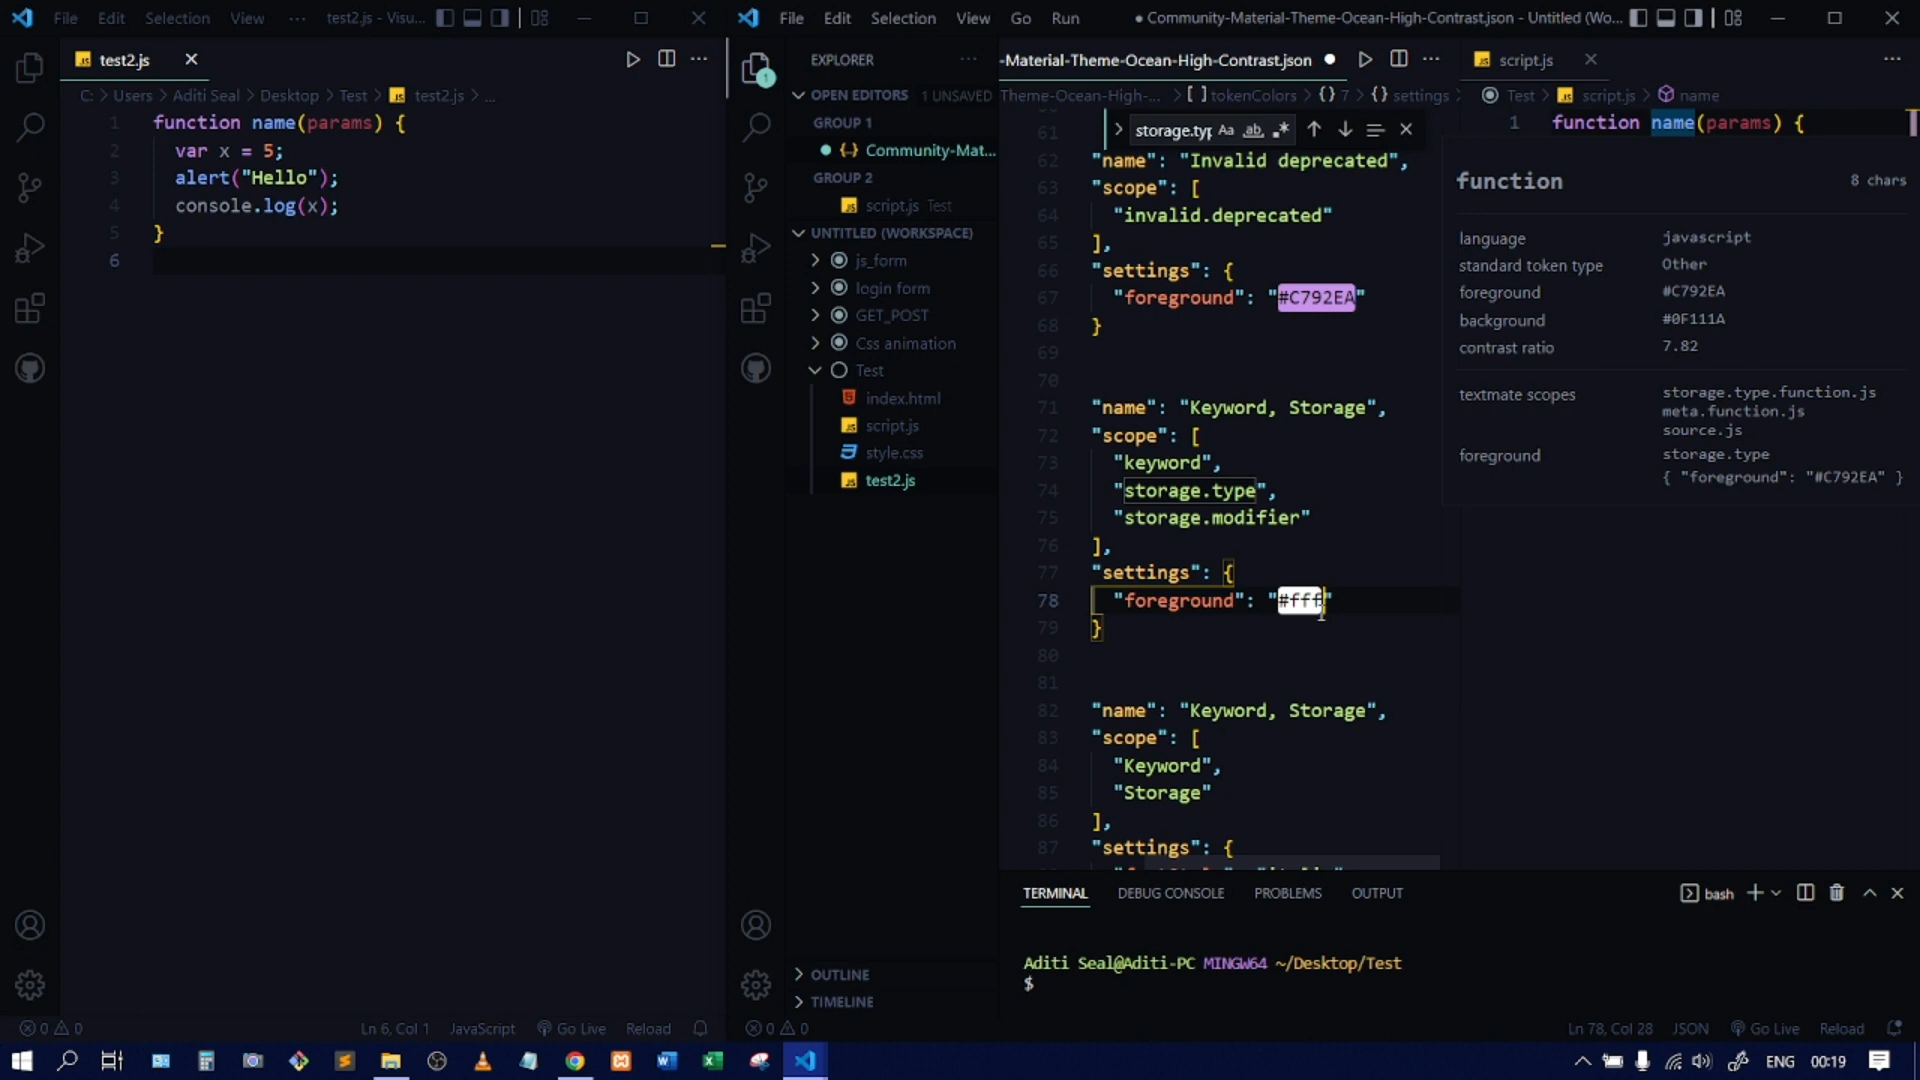 File Edit Selection View ··· test2.js - Visu...
test2.js
C: > Users > Aditi Seal > Desktop > Test > test2.js > ...
1 function name(params) {
2 var x = 5;
3 alert("Hello");
4 console.log(x);
5 }
6
0 0 Ln 6, Col 1 JavaScript Go Live Reload
File Edit Selection View Go Run ● Community-Material-Theme-Ocean-High-Contrast.json - Untitled (Wo...
EXPLORER
OPEN EDITORS 1 UNSAVED
GROUP 1
{} Community-Mat...
GROUP 2
script.js Test
UNTITLED (WORKSPACE)
js_form
login form
GET_POST
Css animation
Test
index.html
script.js
style.css
test2.js
OUTLINE
TIMELINE
-Material-Theme-Ocean-High-Contrast.json
Theme-Ocean-High-... > [ ] tokenColors > {} 7 > {} settings >
storage.typ Aa ab
61
62 "name": "Invalid deprecated",
63 "scope": [
64 "invalid.deprecated"
65 ],
66 "settings": {
67 "foreground": "#C792EA"
68 }
69
70
71 "name": "Keyword, Storage",
72 "scope": [
73 "keyword",
74 "storage.type",
75 "storage.modifier"
76 ],
77 "settings": {
78 "foreground": "#fff"
79 }
80
81
82 "name": "Keyword, Storage",
83 "scope": [
84 "Keyword",
85 "Storage"
86 ],
87 "settings": {
script.js
Test > script.js > name
1 function name(params) {
function 8 chars
language javascript
standard token type Other
foreground #C792EA
background #0F111A
contrast ratio 7.82
textmate scopes storage.type.function.js
meta.function.js
source.js
foreground storage.type
{ "foreground": "#C792EA" }
TERMINAL DEBUG CONSOLE PROBLEMS OUTPUT bash
Aditi Seal@Aditi-PC MINGW64 ~/Desktop/Test
$
0 0 Ln 78, Col 28 JSON Go Live Reload
ENG 00:19